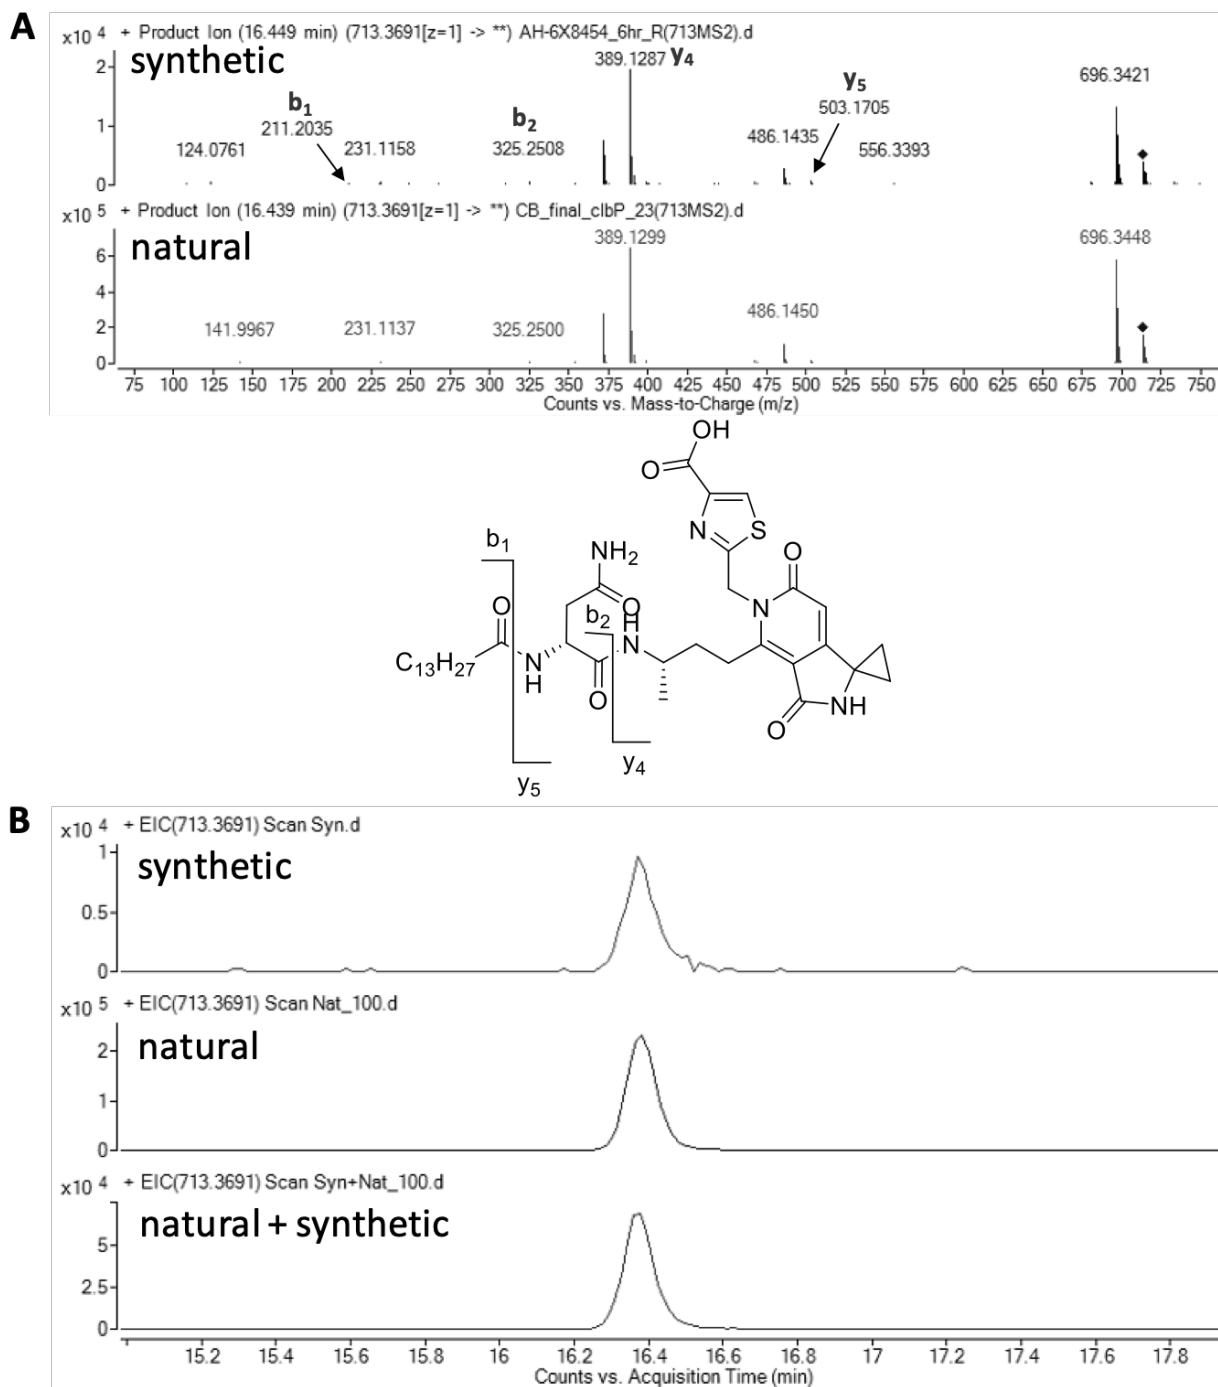 A
+ Product Ion (16.449 min) (713.3691[z=1] -> **) AH-6X8454_6hr_R(713MS2).d
x10 4
synthetic
2
1
0
124.0761
b1
211.2035
231.1158
b2
325.2508
389.1287 y4
486.1435
y5
503.1705
556.3393
696.3421
+ Product Ion (16.439 min) (713.3691[z=1] -> **) CB_final_clbP_23(713MS2).d
x10 5
natural
6
4
2
0
141.9967
231.1137
325.2500
389.1299
486.1450
696.3448
75 100 125 150 175 200 225 250 275 300 325 350 375 400 425 450 475 500 525 550 575 600 625 650 675 700 725 750
Counts vs. Mass-to-Charge (m/z)
OH
O
N
S
b1
NH2
O
O
b2
H
N
N
O
C13H27
N
H
O
O
NH
y4
y5
B
+ EIC(713.3691) Scan Syn.d
x10 4
synthetic
1
0.5
0
+ EIC(713.3691) Scan Nat_100.d
x10 5
natural
2
1
0
+ EIC(713.3691) Scan Syn+Nat_100.d
x10 4
natural + synthetic
5
2.5
0
15.2 15.4 15.6 15.8 16 16.2 16.4 16.6 16.8 17 17.2 17.4 17.6 17.8
Counts vs. Acquisition Time (min)